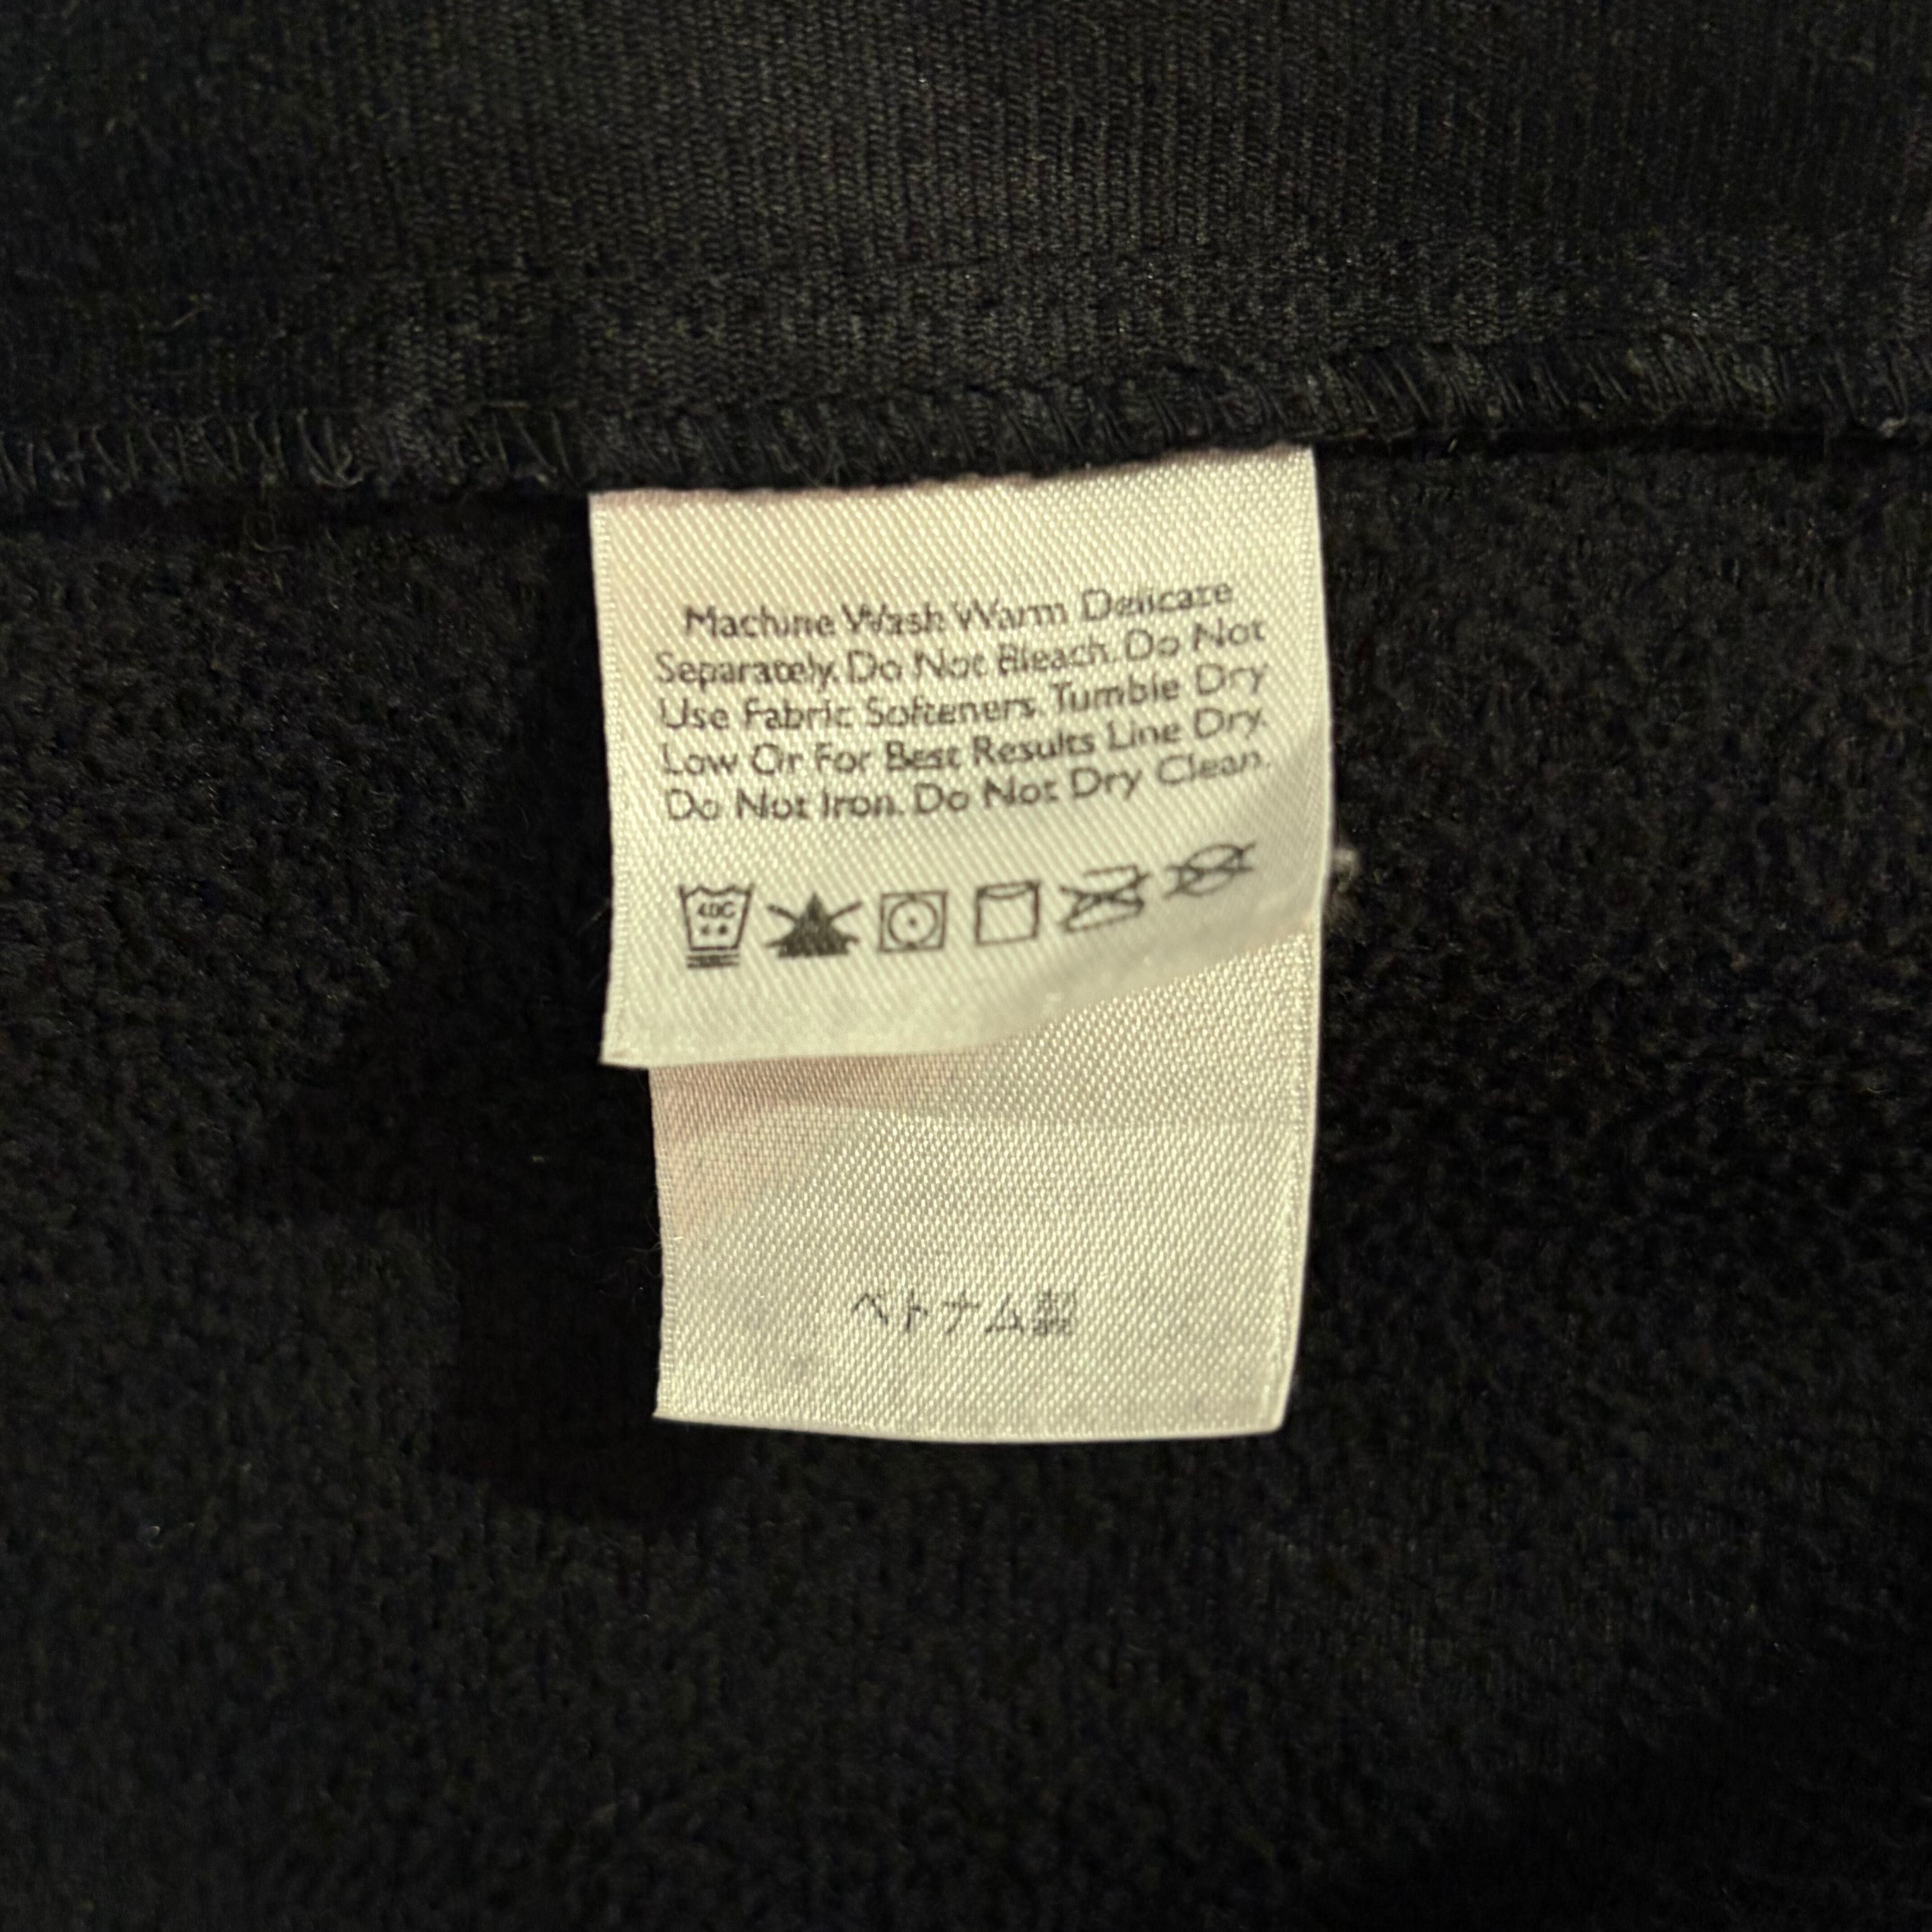 Machine Wash Warm Delicate
Separately. Do Not Bleach. Do Not
Use Fabric Softeners. Tumble Dry
Low Or For Best Results Line Dry.
Do Not Iron. Do Not Dry Clean.
40C
ベトナム製